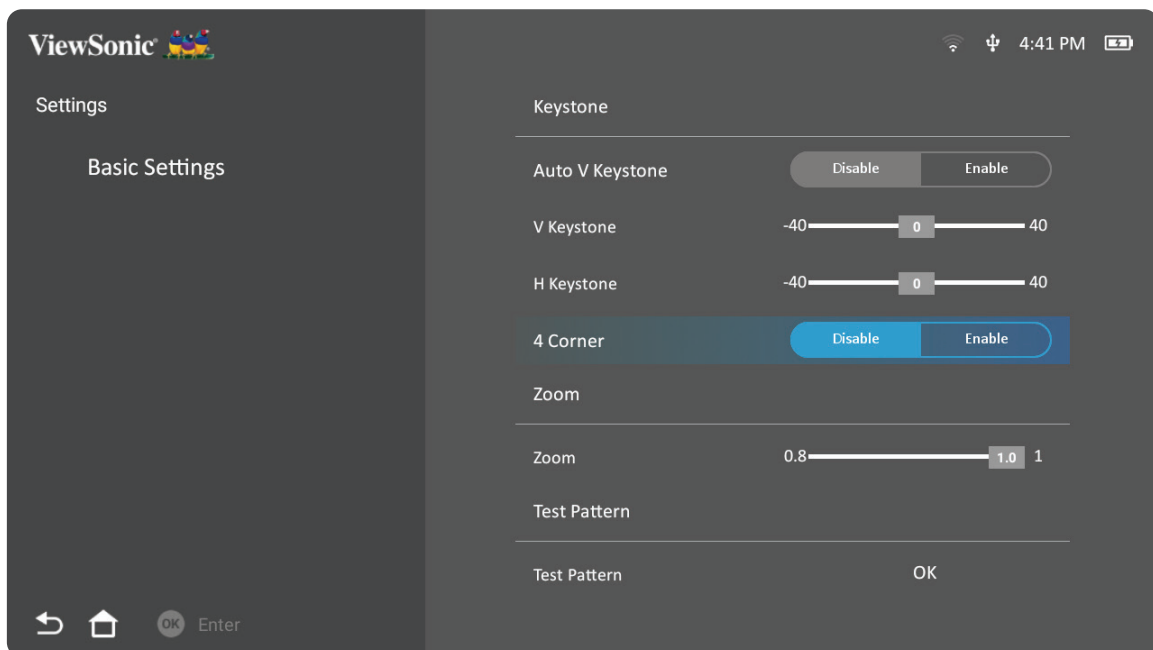 ViewSonic
4:41 PM
Settings
Basic Settings
Keystone
Auto V Keystone Disable Enable
V Keystone -40 0 40
H Keystone -40 0 40
4 Corner Disable Enable
Zoom
Zoom 0.8 1.0 1
Test Pattern
Test Pattern OK
OK Enter